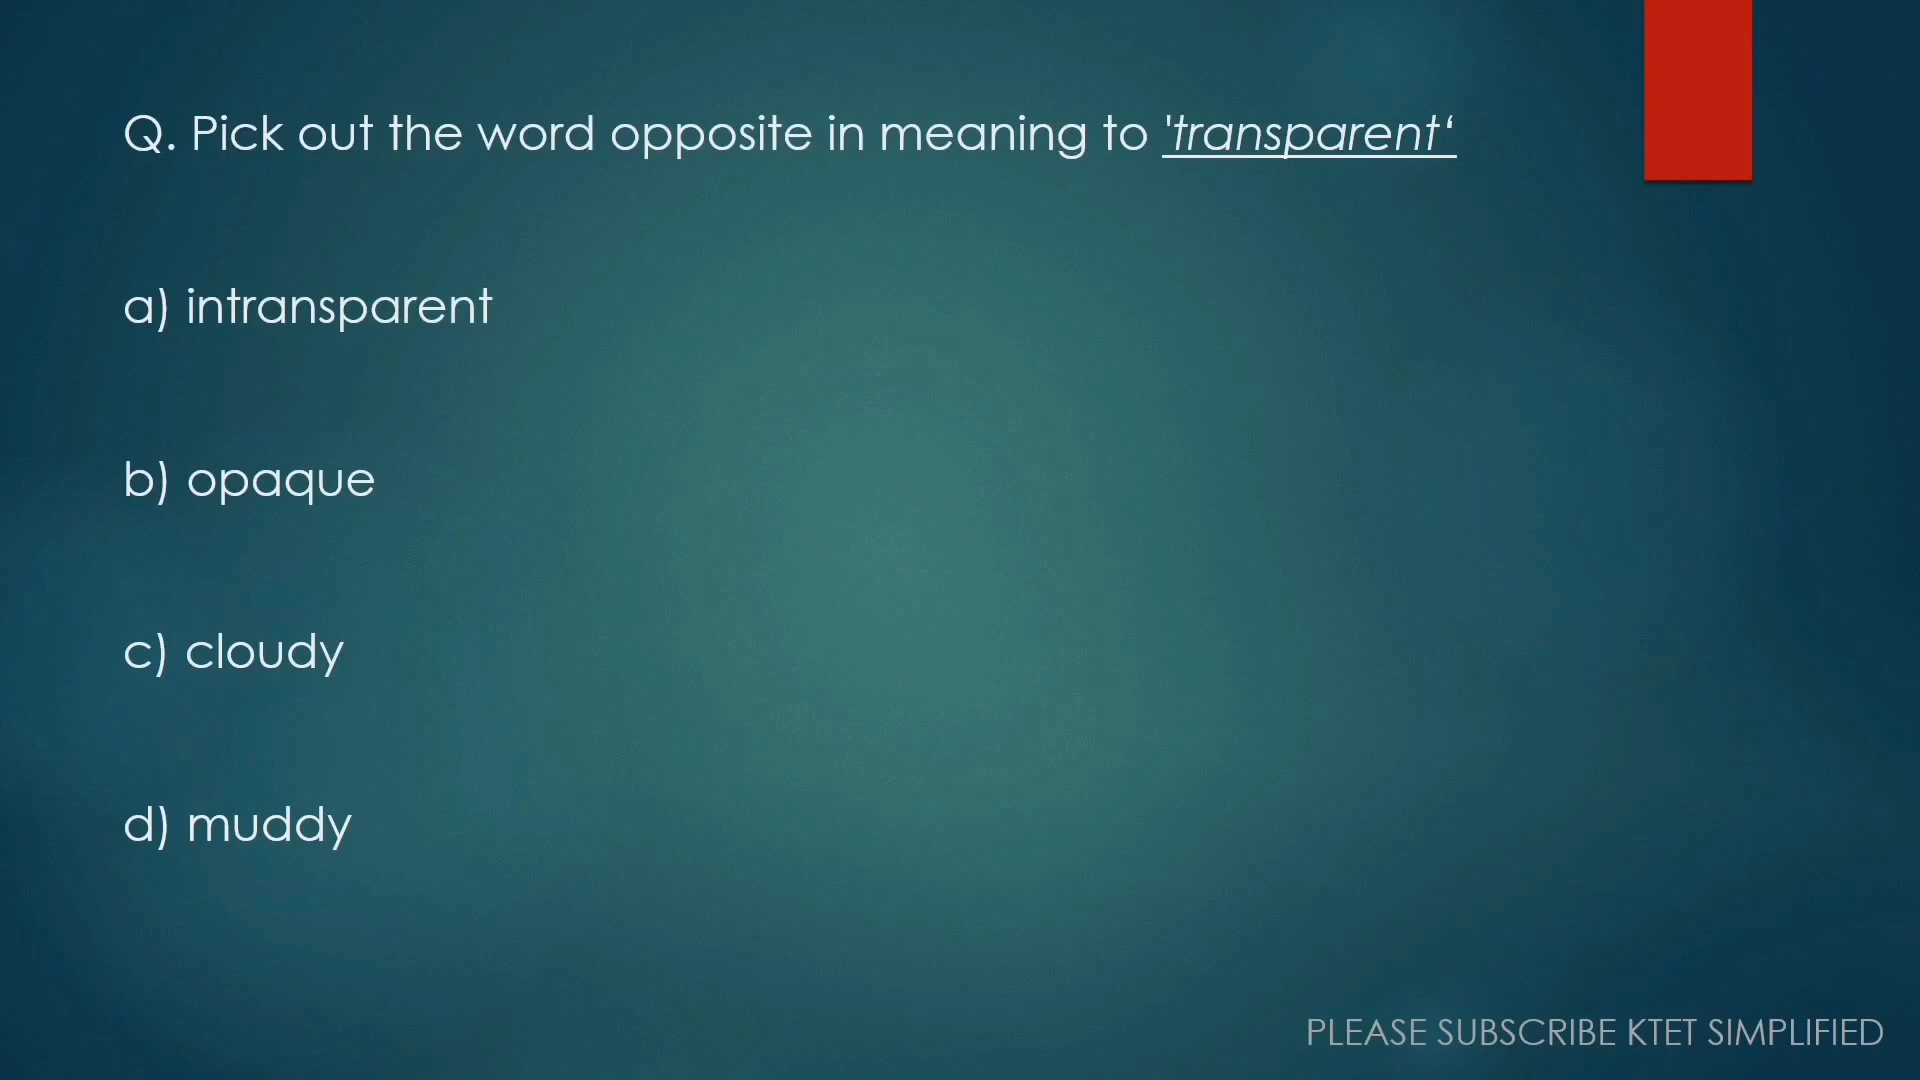 Q. Pick out the word opposite in meaning to 'transparent‘
a) intransparent
b) opaque
c) cloudy
d) muddy
PLEASE SUBSCRIBE KTET SIMPLIFIED